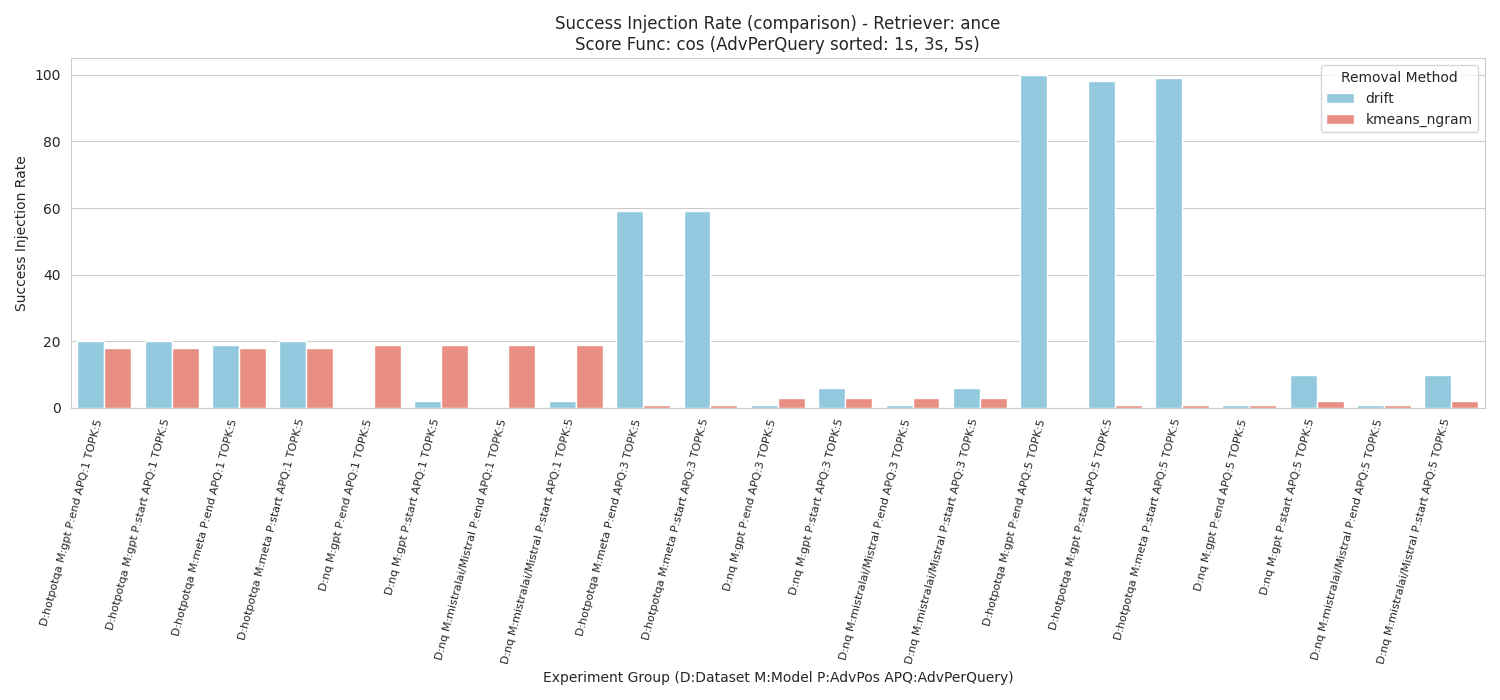 Success Injection Rate (comparison) - Retriever: ance
Score Func: cos (AdvPerQuery sorted: 1s, 3s, 5s)
Removal Method
drift
kmeans_ngram
Success Injection Rate
100
80
60
40
20
0
D:hotpotqa M:gpt P:end APQ:1 TOPK:5
D:hotpotqa M:gpt P:start APQ:1 TOPK:5
D:hotpotqa M:meta P:end APQ:1 TOPK:5
D:hotpotqa M:meta P:start APQ:1 TOPK:5
D:nq M:gpt P:end APQ:1 TOPK:5
D:nq M:gpt P:start APQ:1 TOPK:5
D:nq M:mistralai/Mistral P:end APQ:1 TOPK:5
D:nq M:mistralai/Mistral P:start APQ:1 TOPK:5
D:hotpotqa M:meta P:end APQ:3 TOPK:5
D:hotpotqa M:meta P:start APQ:3 TOPK:5
D:nq M:gpt P:end APQ:3 TOPK:5
D:nq M:gpt P:start APQ:3 TOPK:5
D:nq M:mistralai/Mistral P:end APQ:3 TOPK:5
D:nq M:mistralai/Mistral P:start APQ:3 TOPK:5
D:hotpotqa M:gpt P:end APQ:5 TOPK:5
D:hotpotqa M:gpt P:start APQ:5 TOPK:5
D:hotpotqa M:meta P:start APQ:5 TOPK:5
D:nq M:gpt P:end APQ:5 TOPK:5
D:nq M:gpt P:start APQ:5 TOPK:5
D:nq M:mistralai/Mistral P:end APQ:5 TOPK:5
D:nq M:mistralai/Mistral P:start APQ:5 TOPK:5
Experiment Group (D:Dataset M:Model P:AdvPos APQ:AdvPerQuery)